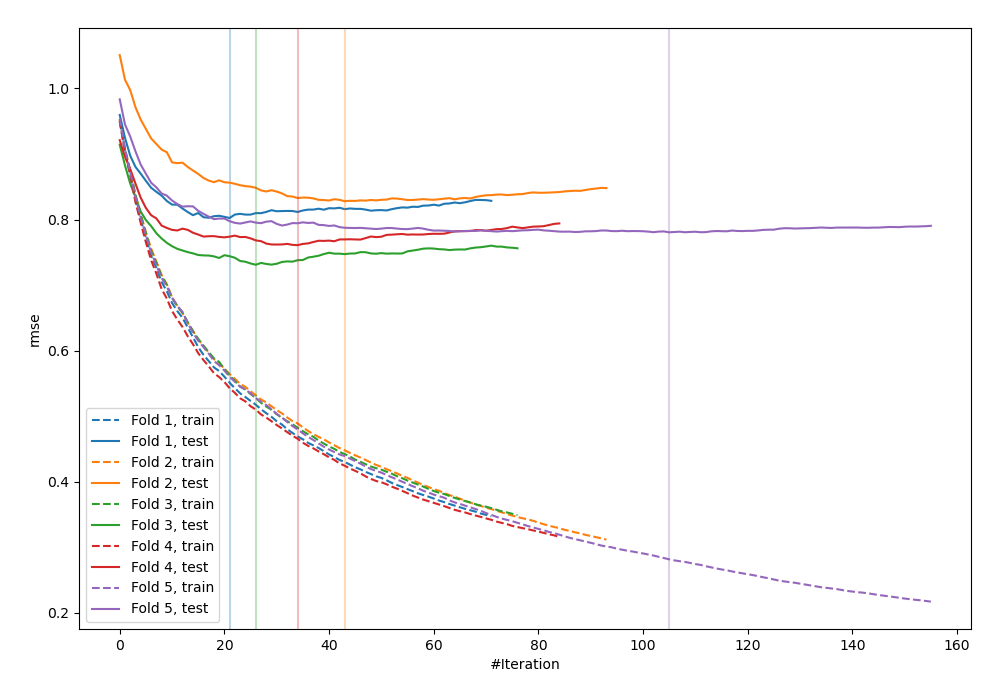 1.0
0.8
0.6
0.4
0.2
rmse
Fold 1, train
Fold 1, test
Fold 2, train
Fold 2, test
Fold 3, train
Fold 3, test
Fold 4, train
Fold 4, test
Fold 5, train
Fold 5, test
0 20 40 60 80 100 120 140 160
#Iteration